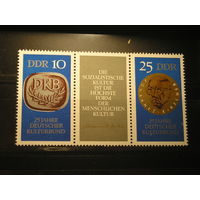 DDR 10
DKB
25 JAHRE
DEUTSCHER
KULTURBUND
DIE
SOZIALISTISCHE
KULTUR
IST DIE
HÖCHSTE
FORM
DER
MENSCHLICHEN
KULTUR
25 DDR
25 JAHRE
DEUTSCHER
KULTURBUND